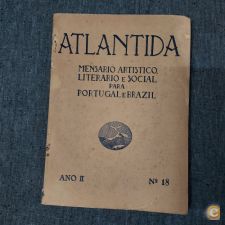 ATLANTIDA
MENSARIO ARTISTICO
LITERARIO E SOCIAL
PARA
PORTUGAL E BRAZIL
ANO II Nº 18